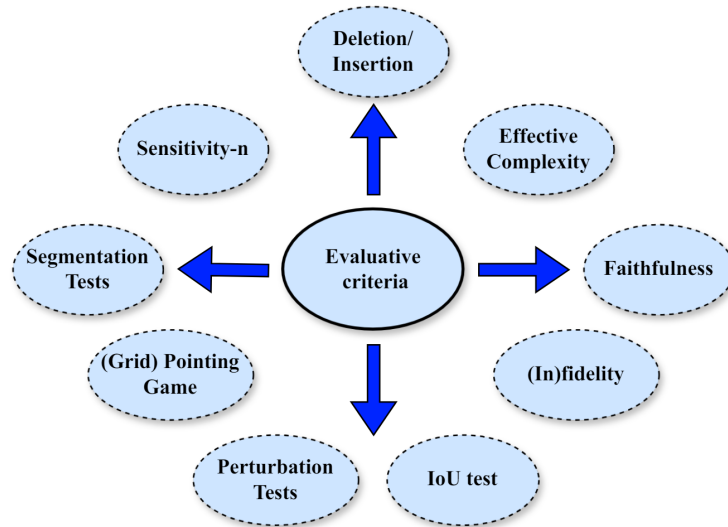 Deletion/
Insertion
Sensitivity-n
Effective
Complexity
Segmentation
Tests
Evaluative
criteria
Faithfulness
(Grid) Pointing
Game
(In)fidelity
Perturbation
Tests
IoU test